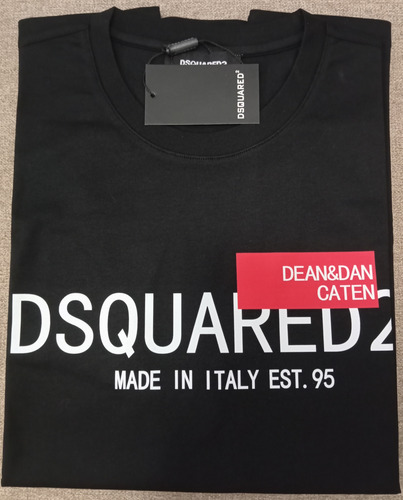 DSQUARED2
DSQUARED²
DEAN&DAN
CATEN
DSQUARED2
MADE IN ITALY EST. 95